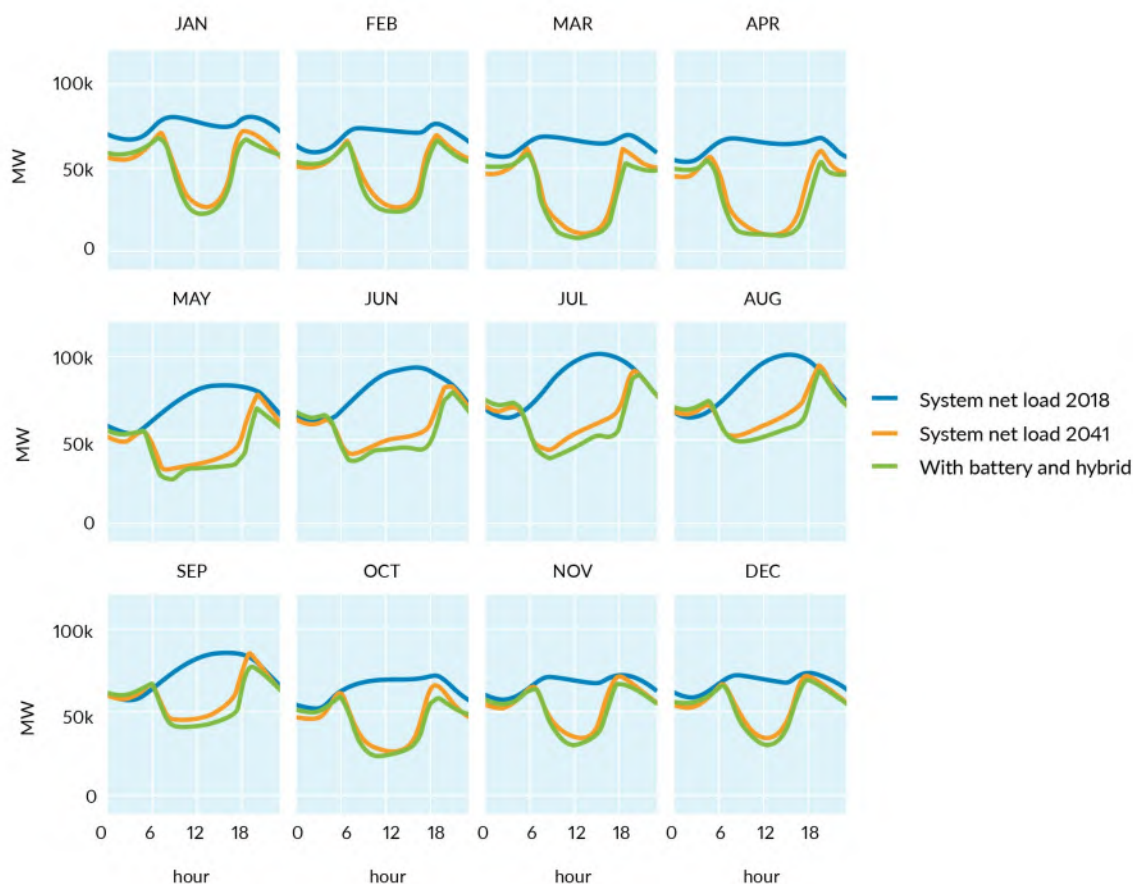 JAN FEB MAR APR
100k
MW
50k
0
MAY JUN JUL AUG
100k
MW
50k
0
System net load 2018
System net load 2041
With battery and hybrid
SEP OCT NOV DEC
100k
MW
50k
0
0 6 12 18 0 6 12 18 0 6 12 18 0 6 12 18
hour hour hour hour